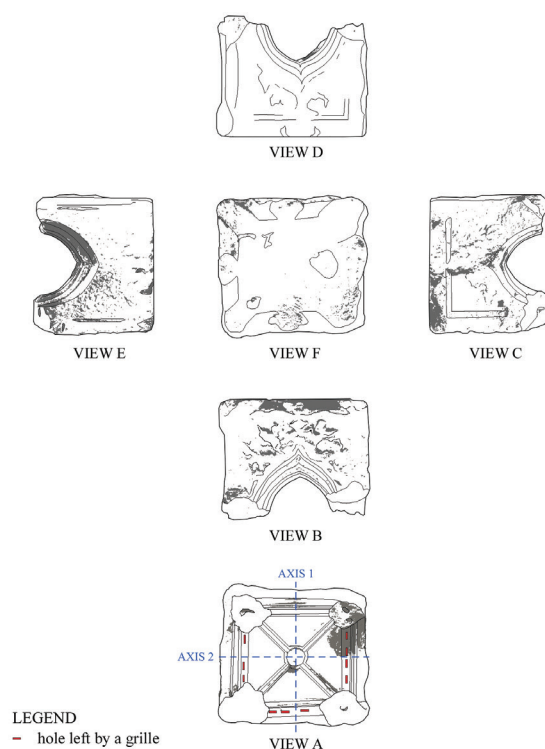 VIEW D
VIEW E
VIEW F
VIEW C
VIEW B
AXIS 1
AXIS 2
LEGEND
hole left by a grille
VIEW A